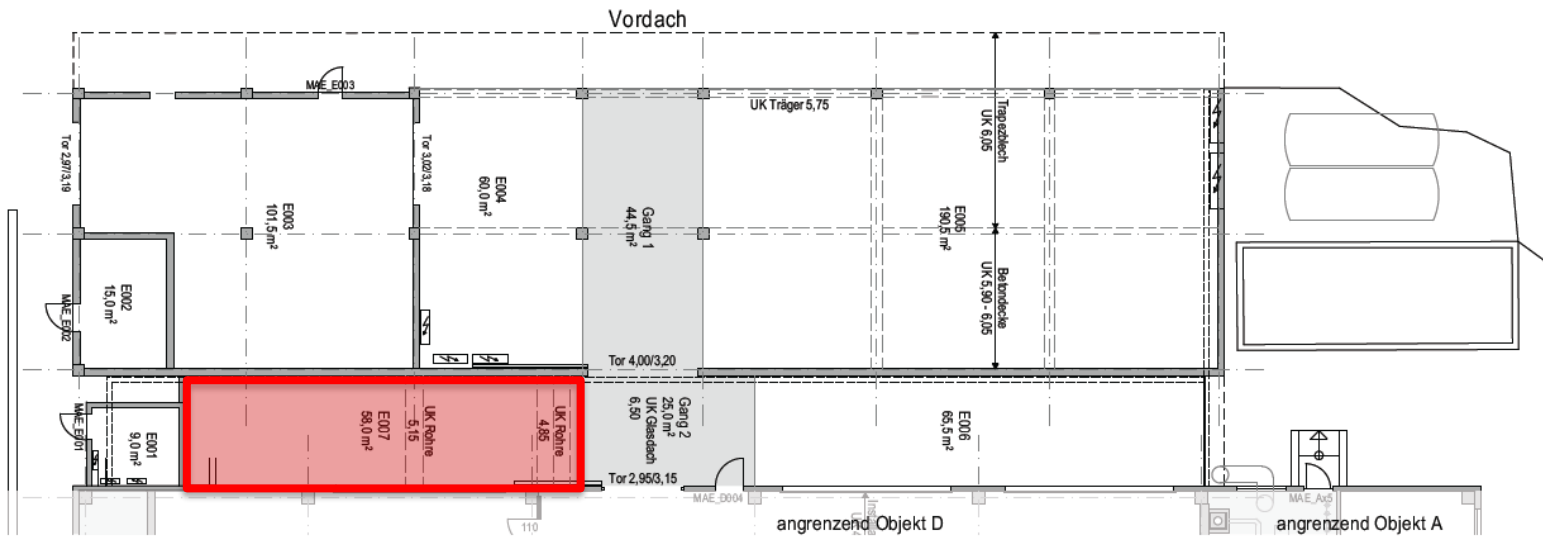 Vordach
MAE_E003
UK Träger 5,75
Trapezblech
UK 6,05
Tor 2,97/3,19
Tor 3,02/3,18
E003
101,5 m²
E004
60,0 m²
Gang 1
44,5 m²
E005
190,5 m²
Betondecke
UK 5,90 - 6,05
E002
15,0 m²
MAE_E002
Tor 4,00/3,20
MAE_E001
E001
9,0 m²
E007
58,0 m²
UK Rohre
5,15
UK Rohre
4,85
Gang 2
25,0 m²
UK Glasdach
6,50
E006
65,5 m²
Tor 2,95/3,15
MAE_D004
MAE_Ax5
110
angrenzend Objekt D
angrenzend Objekt A